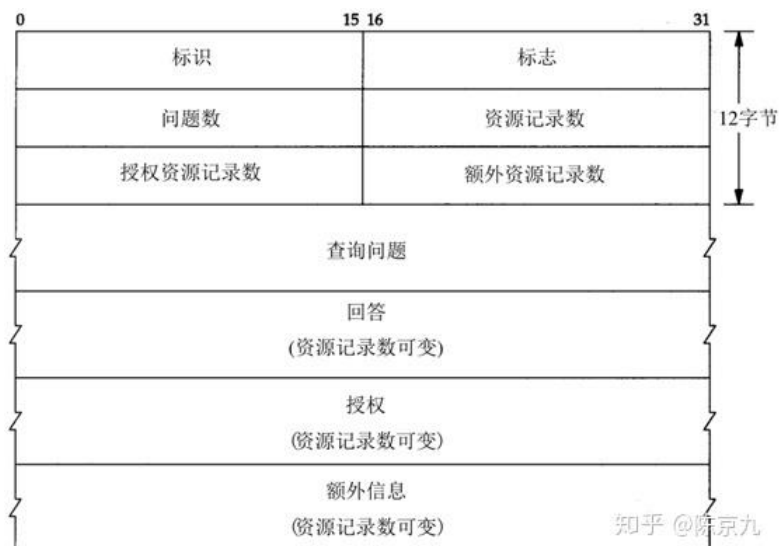 0 15 16 31
标识 标志
问题数 资源记录数 12字节
授权资源记录数 额外资源记录数
查询问题
回答
(资源记录数可变)
授权
(资源记录数可变)
额外信息
(资源记录数可变)
知乎 @陈京九